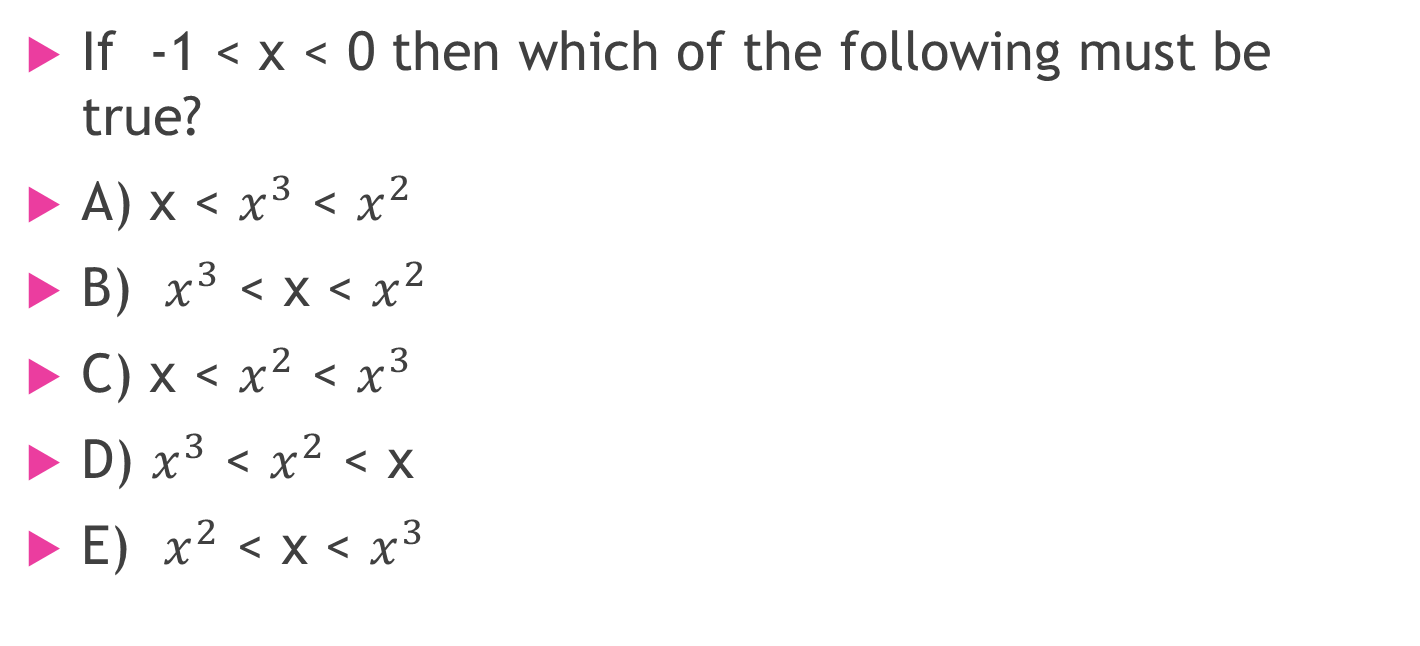 ▶ If -1 < x < 0 then which of the following must be
true?
▶ A) x < x³ < x²
▶ B) x³ < x < x²
▶ C) x < x² < x³
▶ D) x³ < x² < x
▶ E) x² < x < x³